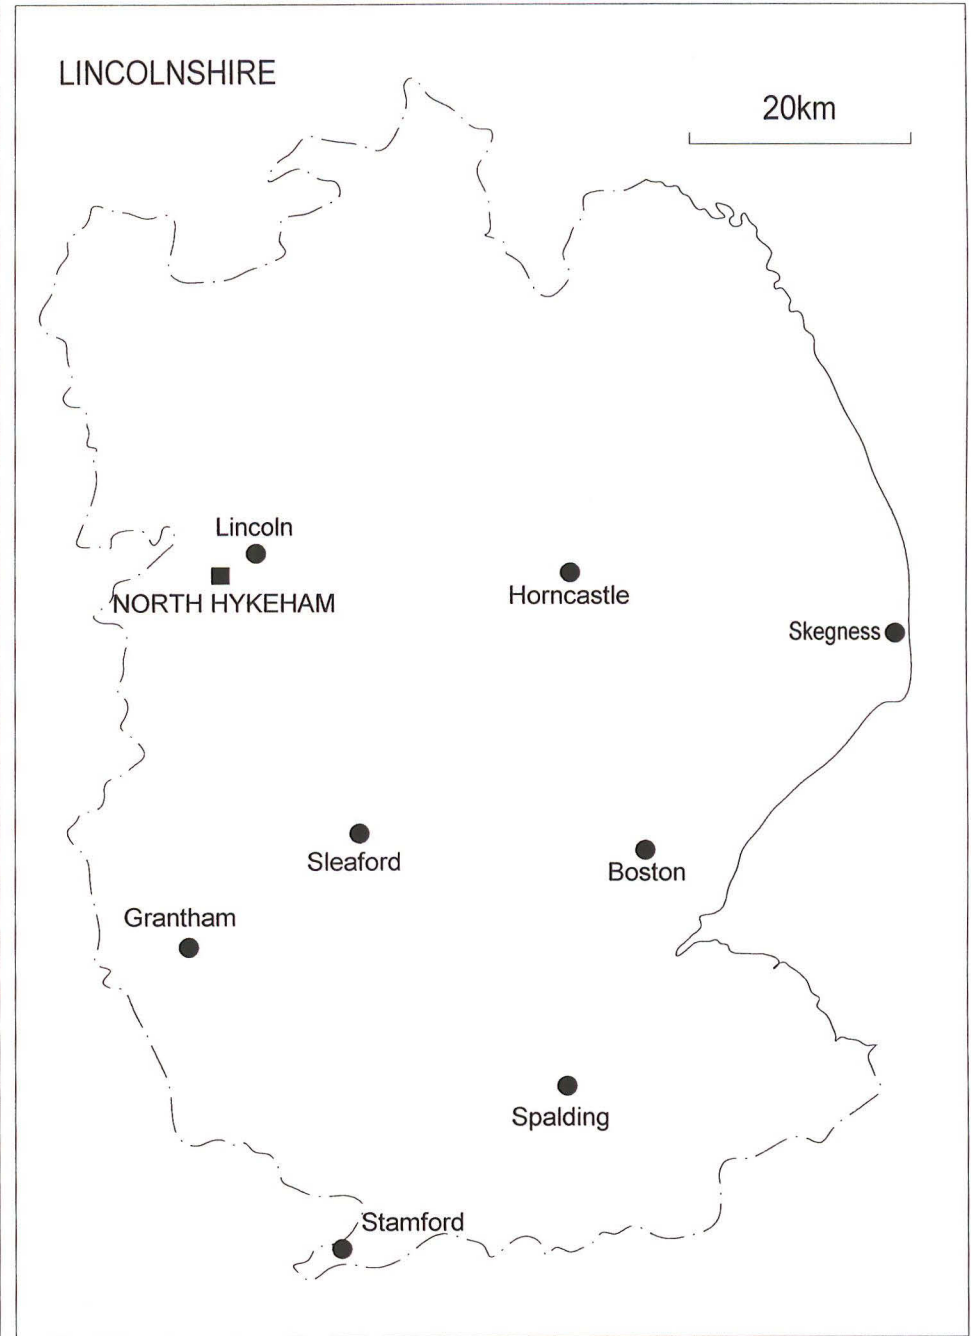 LINCOLNSHIRE
20km
Lincoln
NORTH HYKEHAM
Horncastle
Skegness
Sleaford
Boston
Grantham
Spalding
Stamford